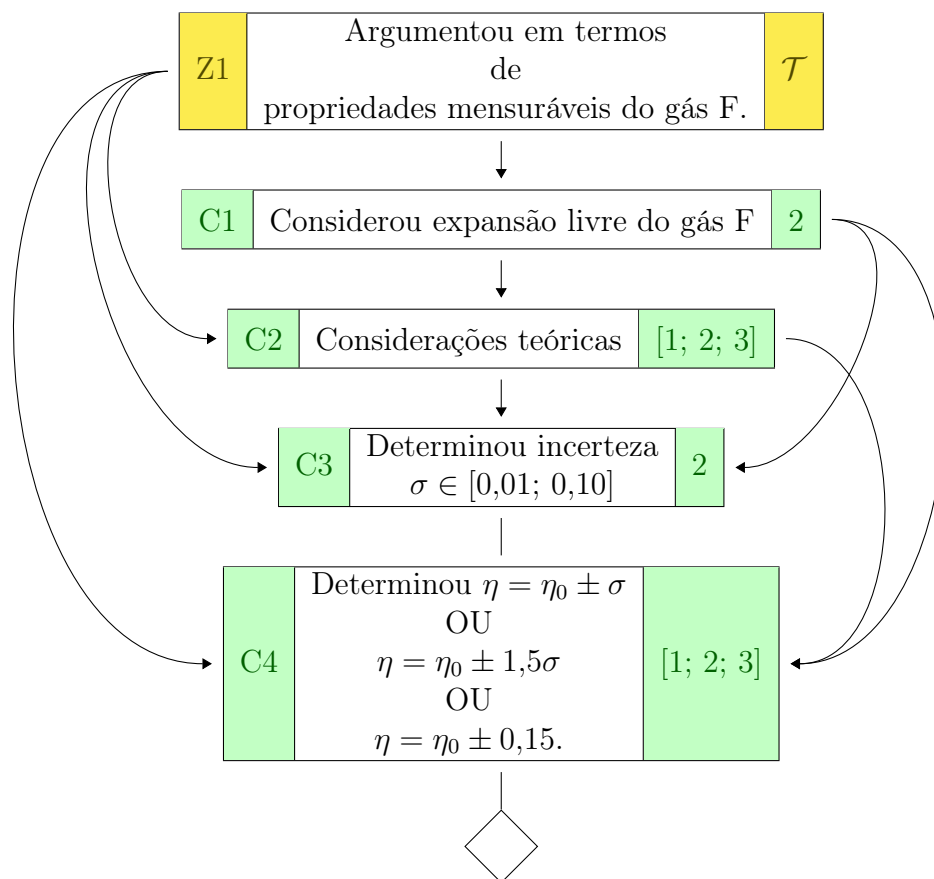 Z1
Argumentou em termos
de
propriedades mensuráveis do gás F.
𝒯
C1 Considerou expansão livre do gás F 2
C2 Considerações teóricas [1; 2; 3]
C3
Determinou incerteza
σ ∈ [0,01; 0,10]
2
C4
Determinou η = η₀ ± σ
OU
η = η₀ ± 1,5σ
OU
η = η₀ ± 0,15.
[1; 2; 3]